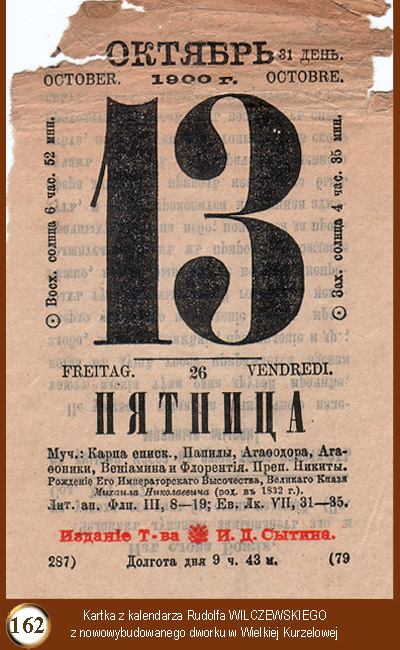 ОКТЯБРЬ 31 ДЕНЬ.
OCTOBER. 1900 г. OCTOBRE.
Восх. солнца 6 час. 52 мин.
13
Зах. солнца 4 час. 35 мин.
FREITAG. 26 VENDREDI.
ПЯТНИЦА
Муч.: Карпа еписк., Папилы, Агаѳодора, Ага-
ѳоники, Веніамина и Флорентія. Преп. Никиты.
Рожденіе Его Императорскаго Высочества, Великаго Князя
Михаила Николаевича (род. въ 1832 г.).
Лит. ап. Флп. III, 8—19; Ев. Лк. VII, 31—35.
Изданіе Т-ва И. Д. Сытина.
287) Долгота дня 9 ч. 43 м. (79
162
Kartka z kalendarza Rudolfa WILCZEWSKIEGO
z nowowybudowanego dworku w Wielkiej Kurzelowej